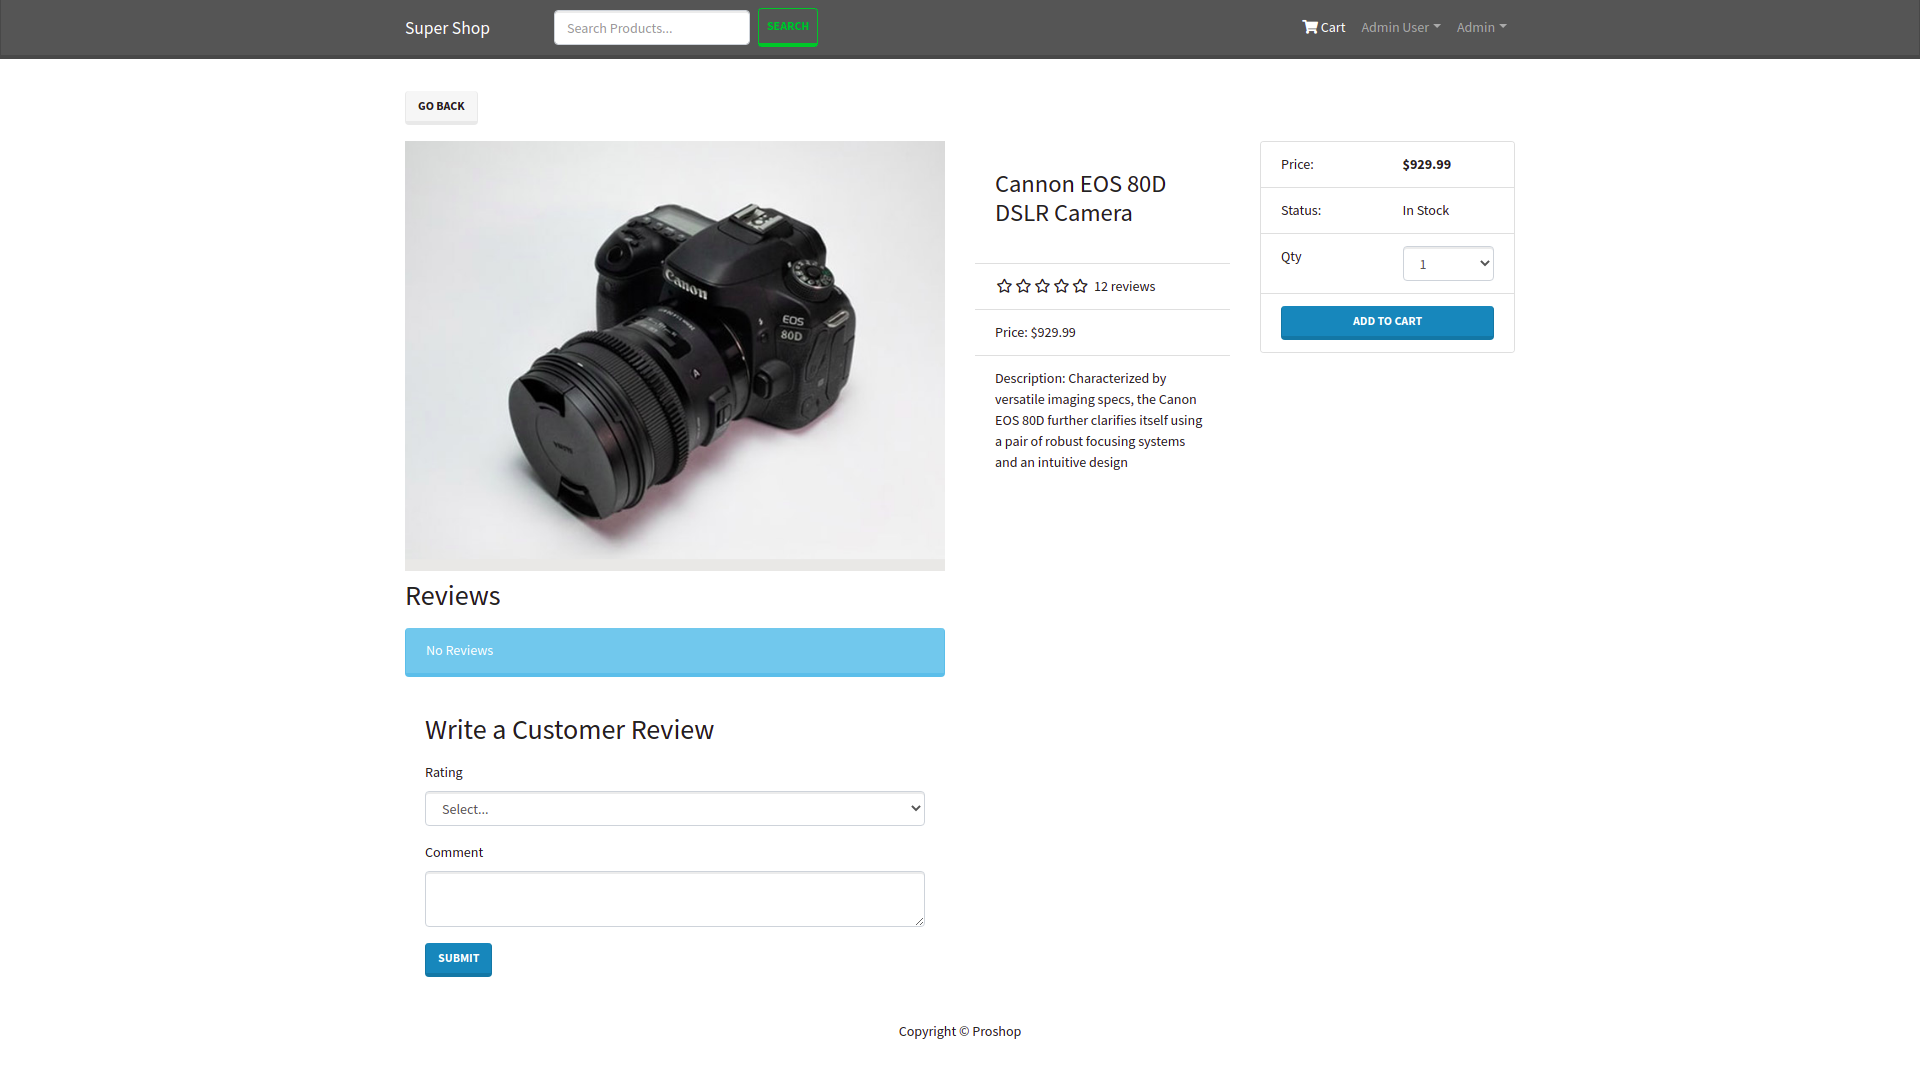 Super Shop
Search Products...
SEARCH
Cart
Admin User
Admin
GO BACK
Canon
EOS
80D
A
Cannon EOS 80D
DSLR Camera
12 reviews
Price: $929.99
Description: Characterized by
versatile imaging specs, the Canon
EOS 80D further clarifies itself using
a pair of robust focusing systems
and an intuitive design
Price: $929.99
Status: In Stock
Qty 1
ADD TO CART
Reviews
No Reviews
Write a Customer Review
Rating
Select...
Comment
SUBMIT
Copyright © Proshop